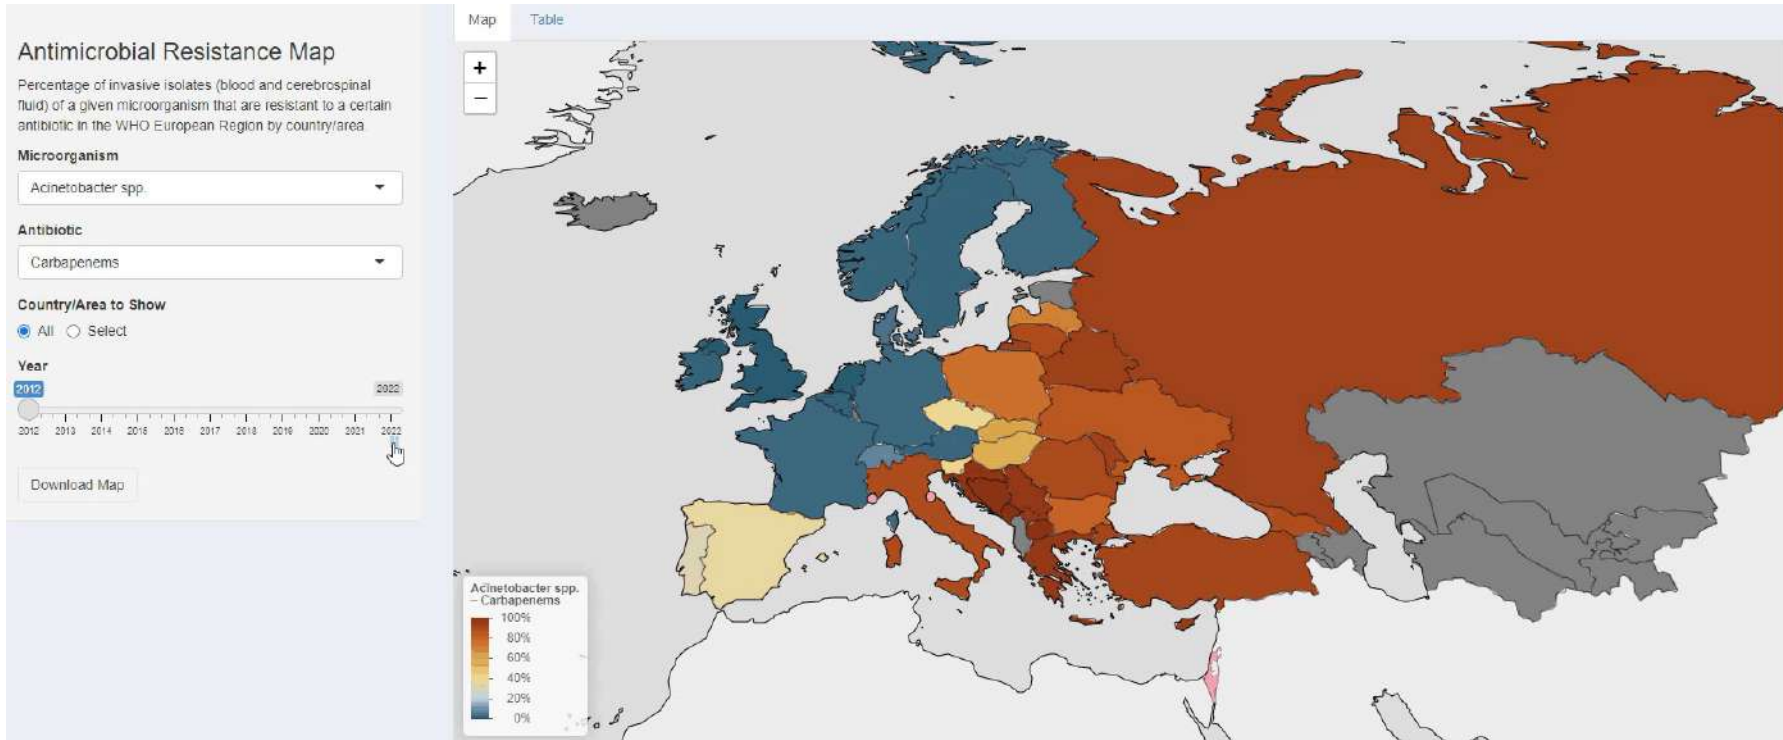 Map
Table
Antimicrobial Resistance Map
Percentage of invasive isolates (blood and cerebrospinal
fluid) of a given microorganism that are resistant to a certain
antibiotic in the WHO European Region by country/area
Microorganism
Acinetobacter spp.
Antibiotic
Carbapenems
Country/Area to Show
All Select
Year
2012 2022
2012 2013 2014 2015 2016 2017 2018 2019 2020 2021 2022
Download Map
+
−
Acinetobacter spp.
– Carbapenems
100%
80%
60%
40%
20%
0%